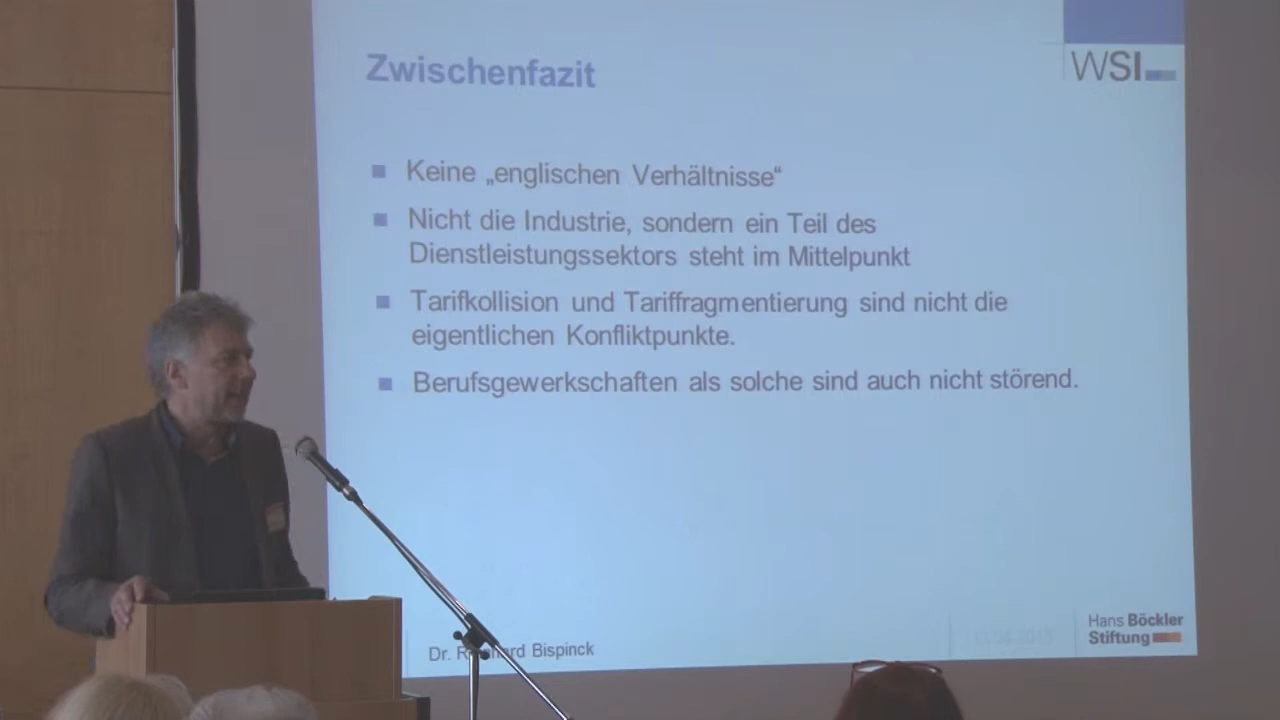 Zwischenfazit
WSI
Keine „englischen Verhältnisse“
Nicht die Industrie, sondern ein Teil des
Dienstleistungssektors steht im Mittelpunkt
Tarifkollision und Tariffragmentierung sind nicht die
eigentlichen Konfliktpunkte.
Berufsgewerkschaften als solche sind auch nicht störend.
Dr. Bispinck
Hans Böckler
Stiftung